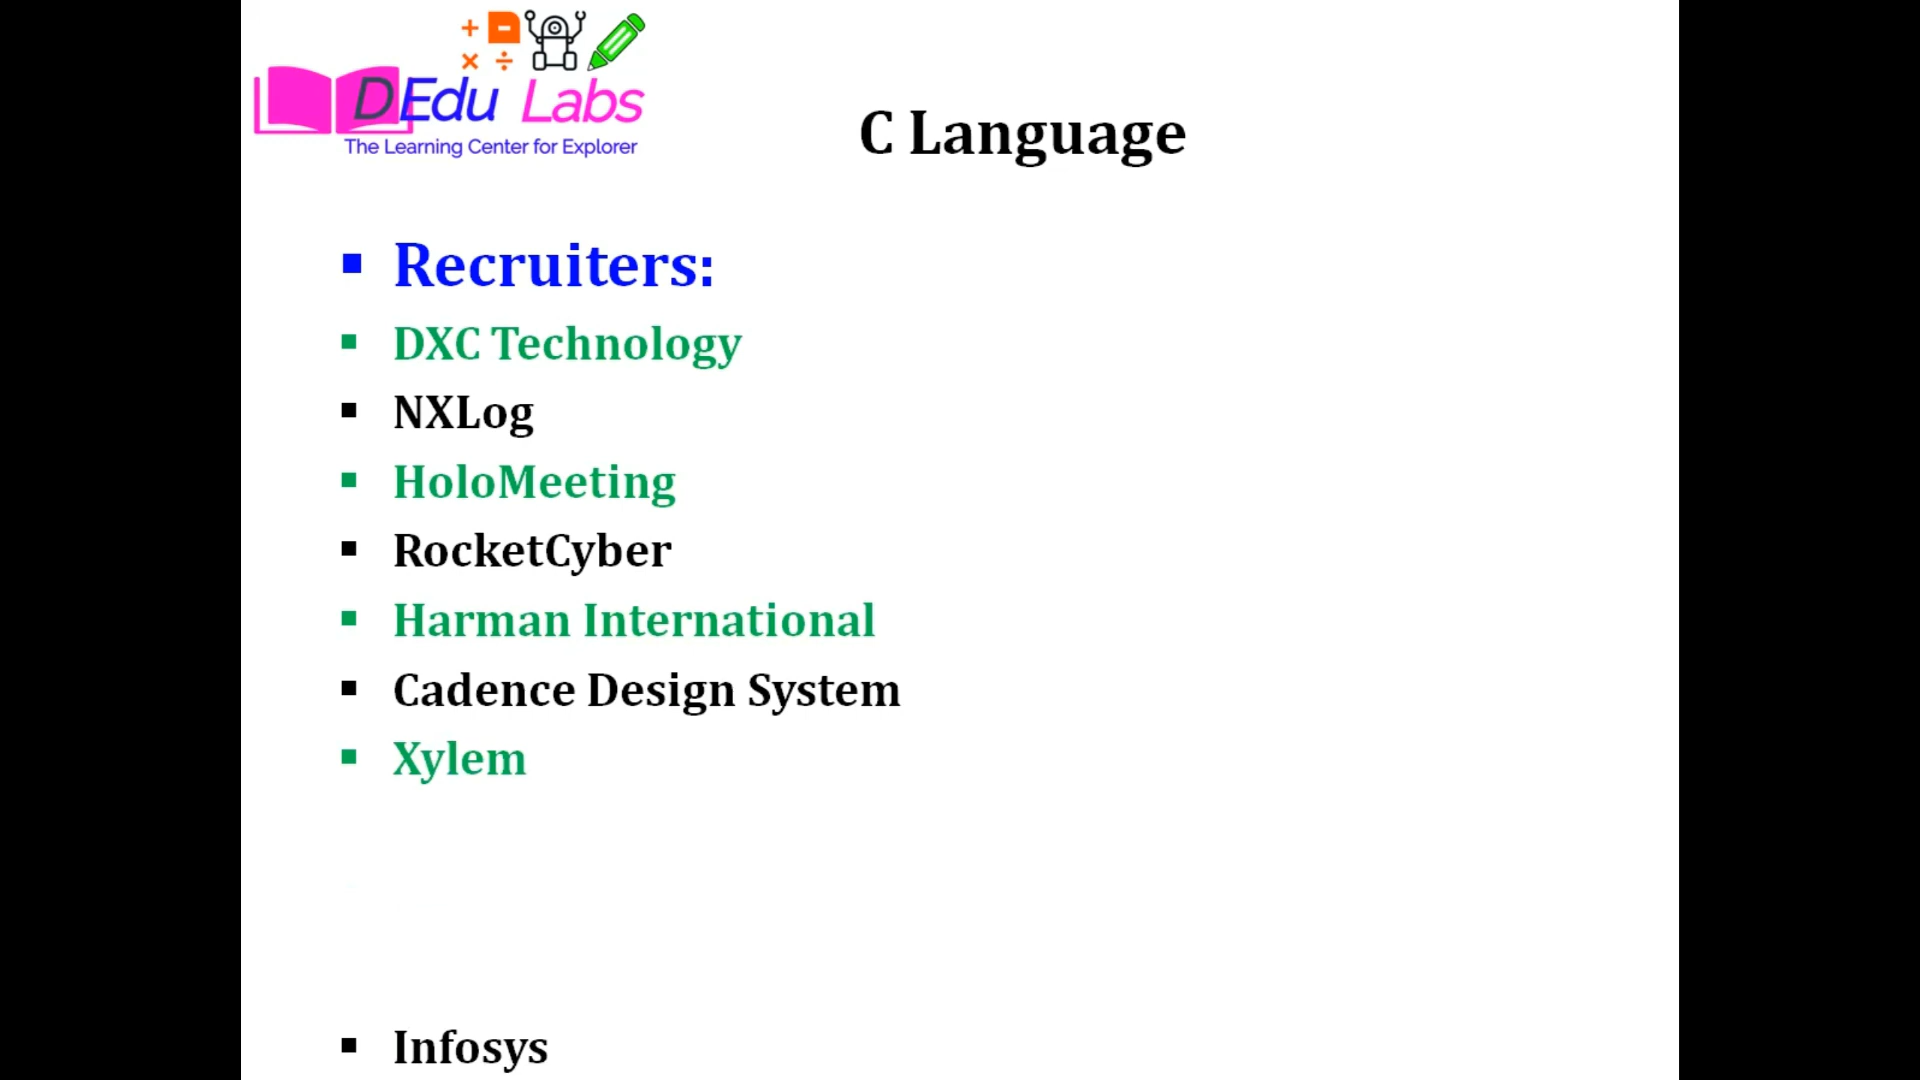 DEdu Labs
The Learning Center for Explorer
C Language
▪ Recruiters:
▪ DXC Technology
▪ NXLog
▪ HoloMeeting
▪ RocketCyber
▪ Harman International
▪ Cadence Design System
▪ Xylem
▪ Infosys